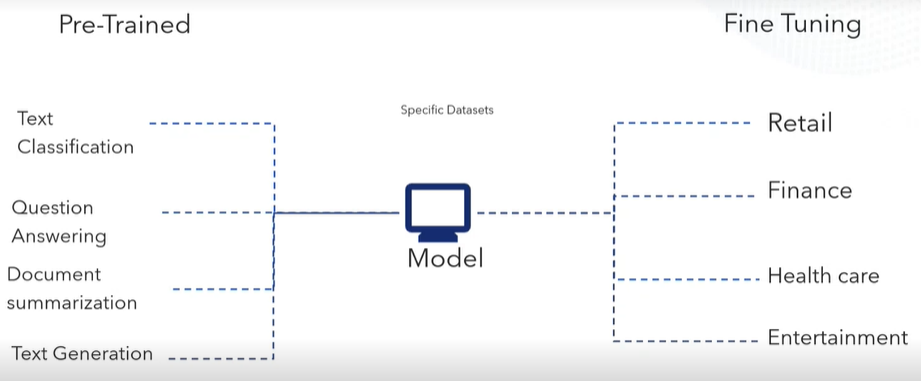 Pre-Trained
Fine Tuning
Specific Datasets
Text
Classification
Question
Answering
Document
summarization
Text Generation
Model
Retail
Finance
Health care
Entertainment